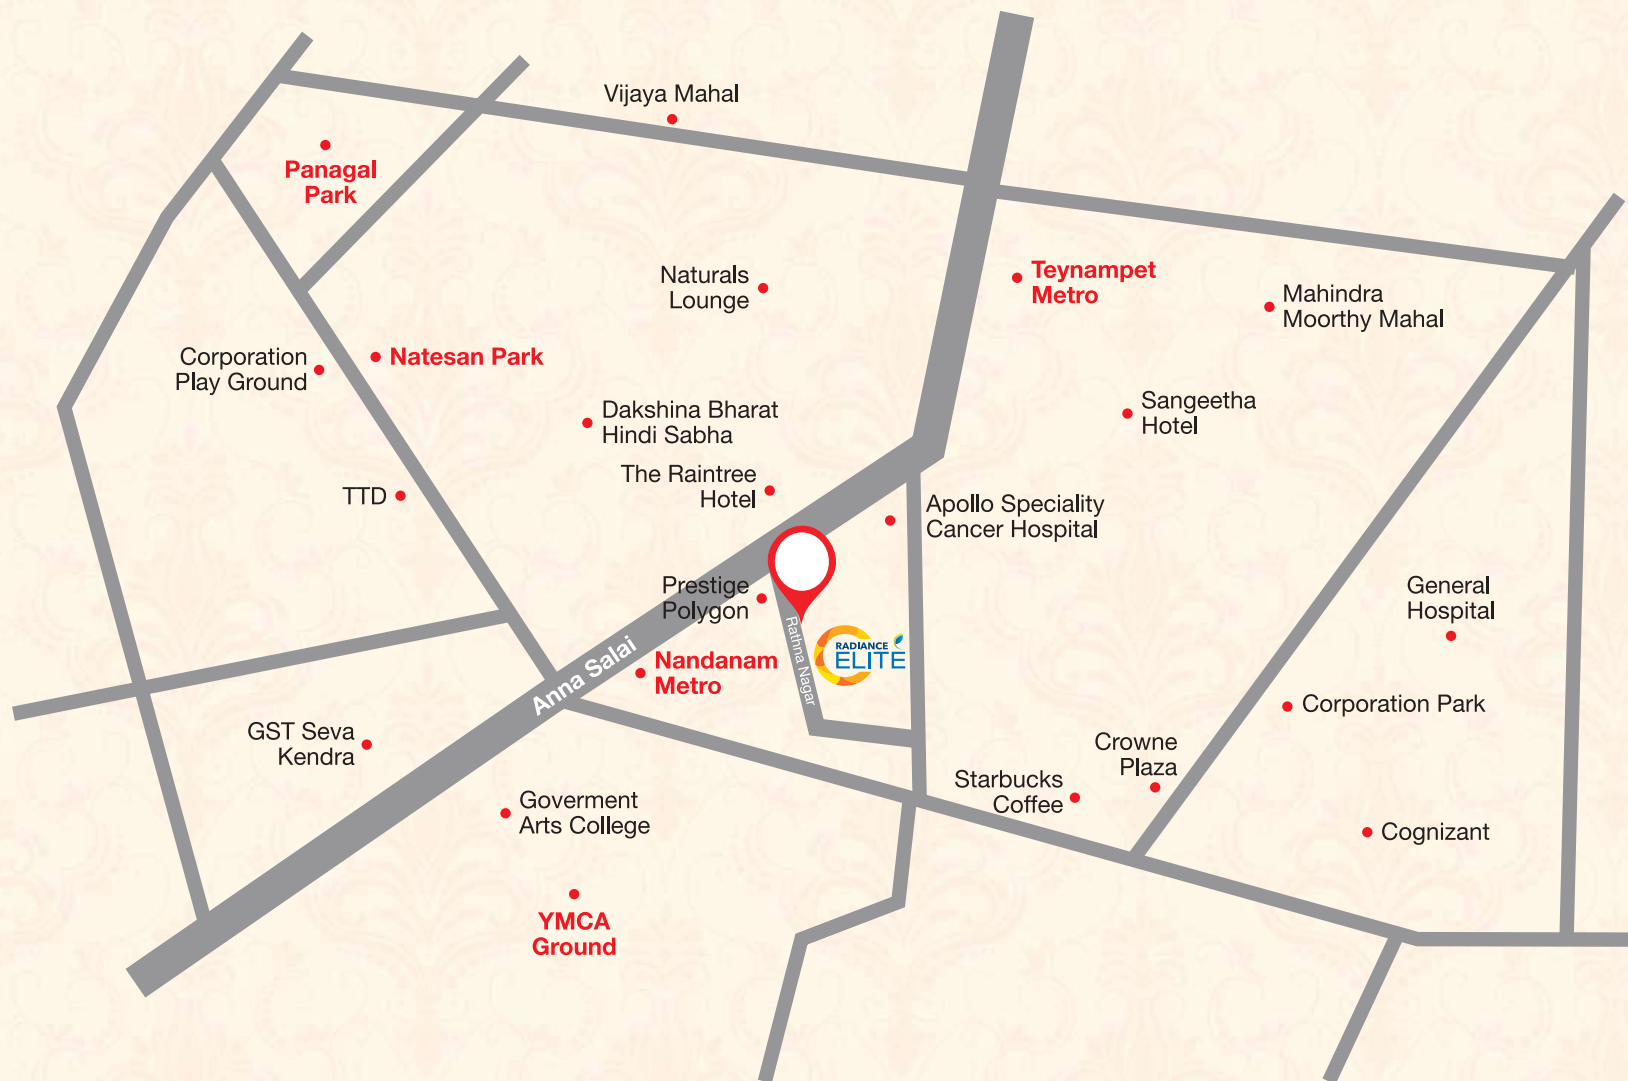 Vijaya Mahal
Panagal
Park
Naturals
Lounge
Teynampet
Metro
Mahindra
Moorthy Mahal
Corporation
Play Ground
Natesan Park
Dakshina Bharat
Hindi Sabha
Sangeetha
Hotel
The Raintree
Hotel
TTD
Apollo Speciality
Cancer Hospital
Prestige
Polygon
General
Hospital
Rathna Nagar
RADIANCE
ELITE
Anna Salai
Nandanam
Metro
Corporation Park
GST Seva
Kendra
Crowne
Plaza
Starbucks
Coffee
Goverment
Arts College
Cognizant
YMCA
Ground